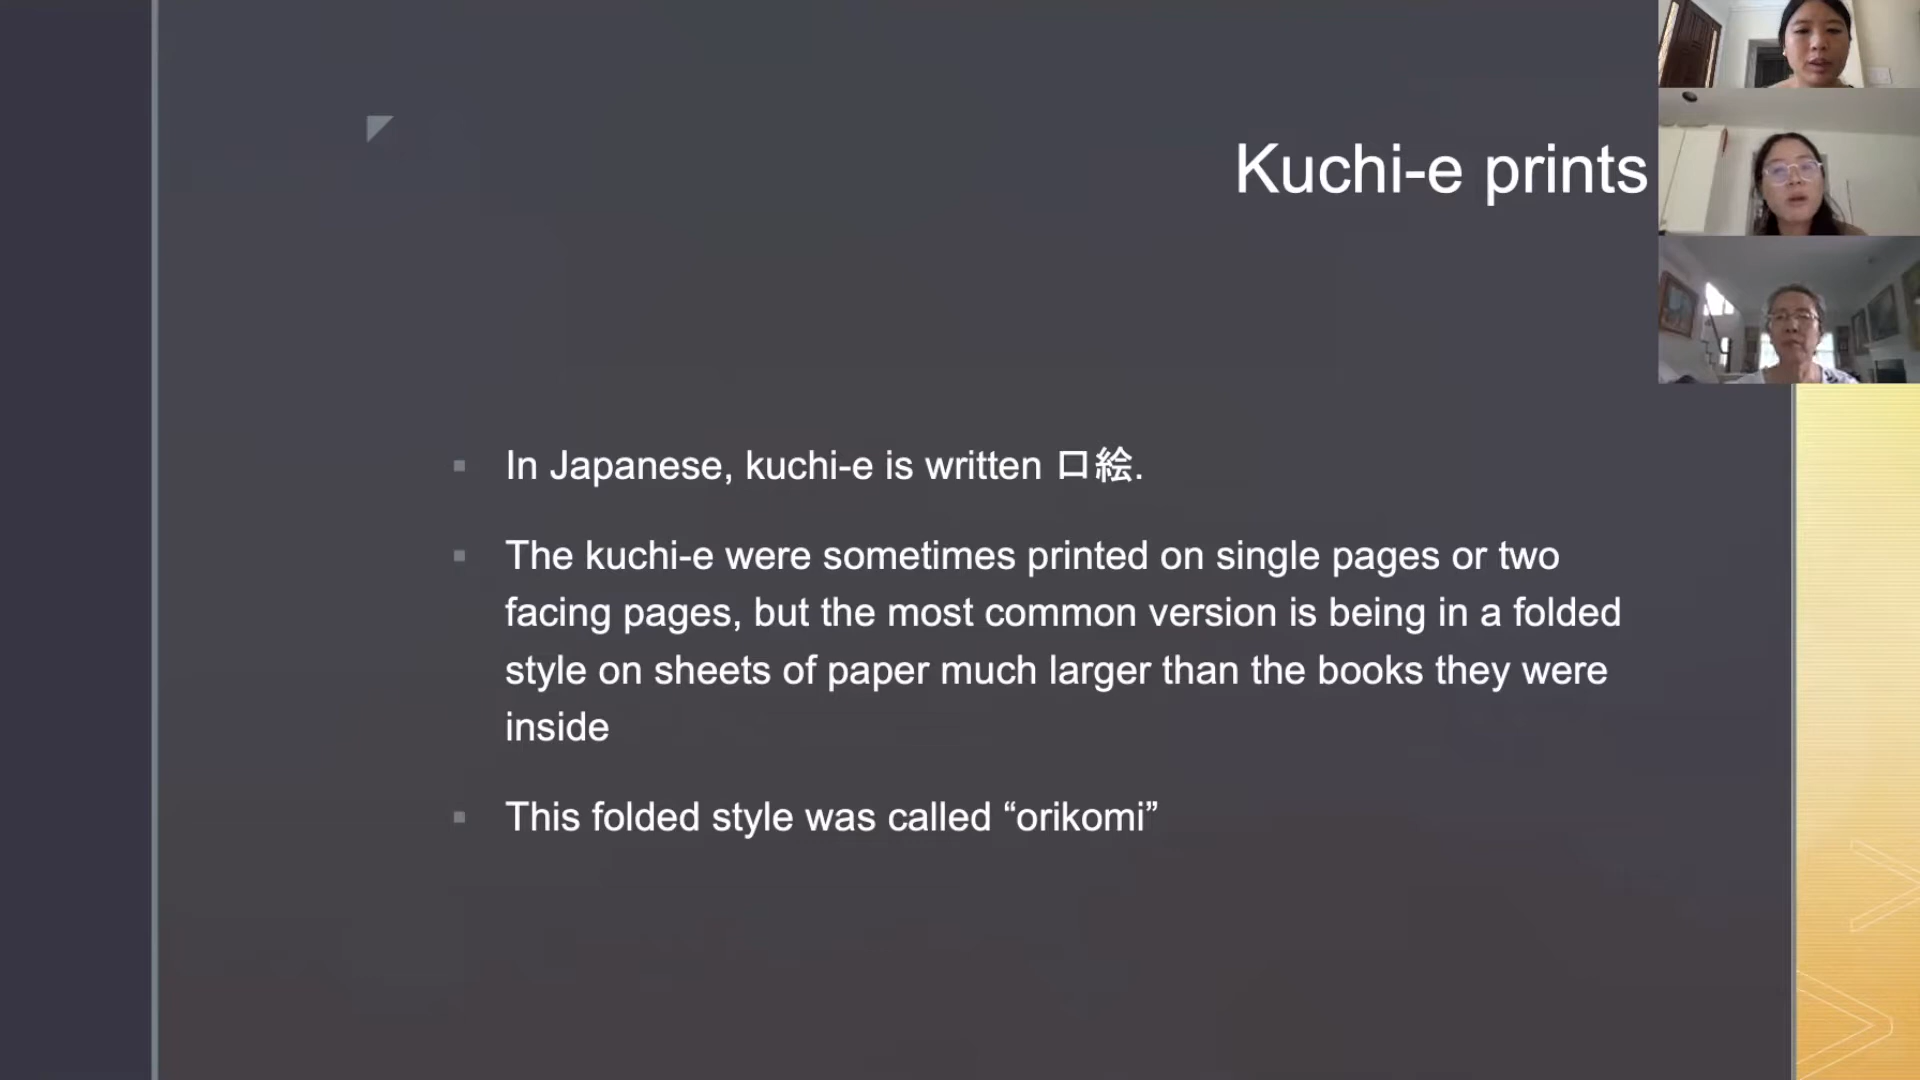 Kuchi-e prints
In Japanese, kuchi-e is written 口絵.
The kuchi-e were sometimes printed on single pages or two
facing pages, but the most common version is being in a folded
style on sheets of paper much larger than the books they were
inside
This folded style was called “orikomi”